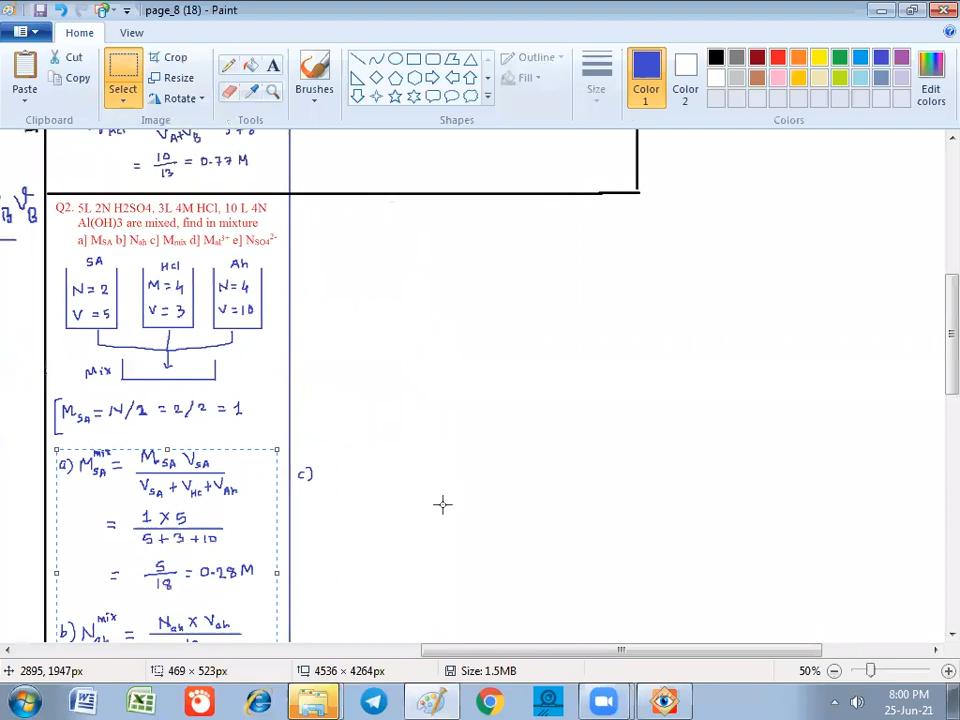 page_8 (18) - Paint
Home
View
Paste
Cut
Copy
Clipboard
Select
Crop
Resize
Rotate
Image
A
Tools
Brushes
Shapes
Outline
Fill
Size
Color 1
Color 2
Edit colors
Colors
= 10/13 = 0.77 M
Q2. 5L 2N H2SO4, 3L 4M HCl, 10 L 4N
Al(OH)3 are mixed, find in mixture
a] MSA b] Nah c] Mmix d] Mal3+ e] NSO42-
SA HCl Ah
N=2 M=4 N=4
V=5 V=3 V=10
Mix
[MSA = N/2 = 2/2 = 1
a) MSA mix = MSA VSA / VSA + VHC + VAh
= 1 x 5 / 5 + 3 + 10
= 5/18 = 0.28 M
b) Nah mix = Nah x Vah
c)
2895, 1947px
469 × 523px
4536 × 4264px
Size: 1.5MB
50%
8:00 PM
25-Jun-21